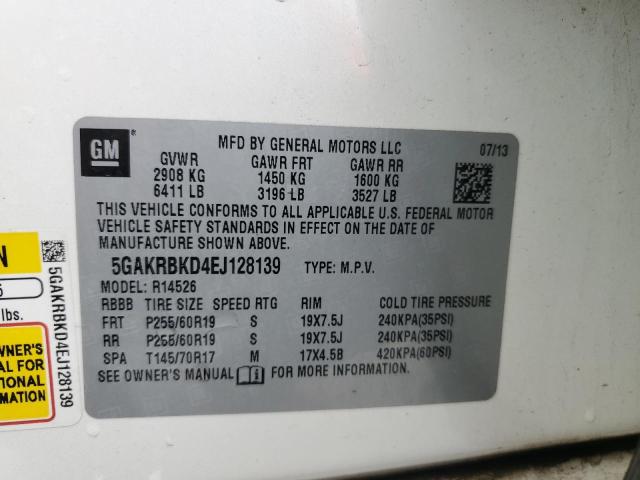 GM
MFD BY GENERAL MOTORS LLC 07/13
GVWR GAWR FRT GAWR RR
2908 KG 1450 KG 1600 KG
6411 LB 3196 LB 3527 LB
THIS VEHICLE CONFORMS TO ALL APPLICABLE U.S. FEDERAL MOTOR
VEHICLE SAFETY STANDARDS IN EFFECT ON THE DATE OF
MANUFACTURE SHOWN ABOVE.
5GAKRBKD4EJ128139 TYPE: M.P.V.
MODEL: R14526
RBBB TIRE SIZE SPEED RTG RIM COLD TIRE PRESSURE
FRT P255/60R19 S 19X7.5J 240KPA(35PSI)
RR P255/60R19 S 19X7.5J 240KPA(35PSI)
SPA T145/70R17 M 17X4.5B 420KPA(60PSI)
SEE OWNER'S MANUAL FOR MORE INFORMATION.
5GAKRBKD4EJ128139
lbs.
WNER'S
AL FOR
TIONAL
RMATION